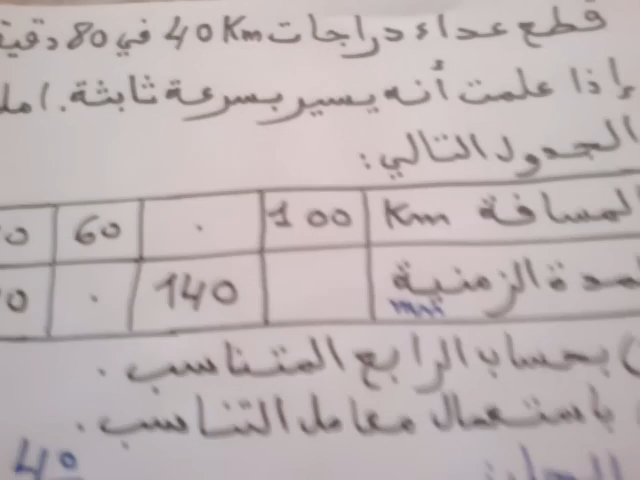 قطع عداء دراجات 40 Km في 80 دقيقة
إذا علمت أنه يسير بسرعة ثابتة. املأ
الجدول التالي:
المسافة Km 100 . 60
المدة الزمنية 140 .
mn
) بحساب الرابع المتناسب.
باستعمال معامل التناسب.
40